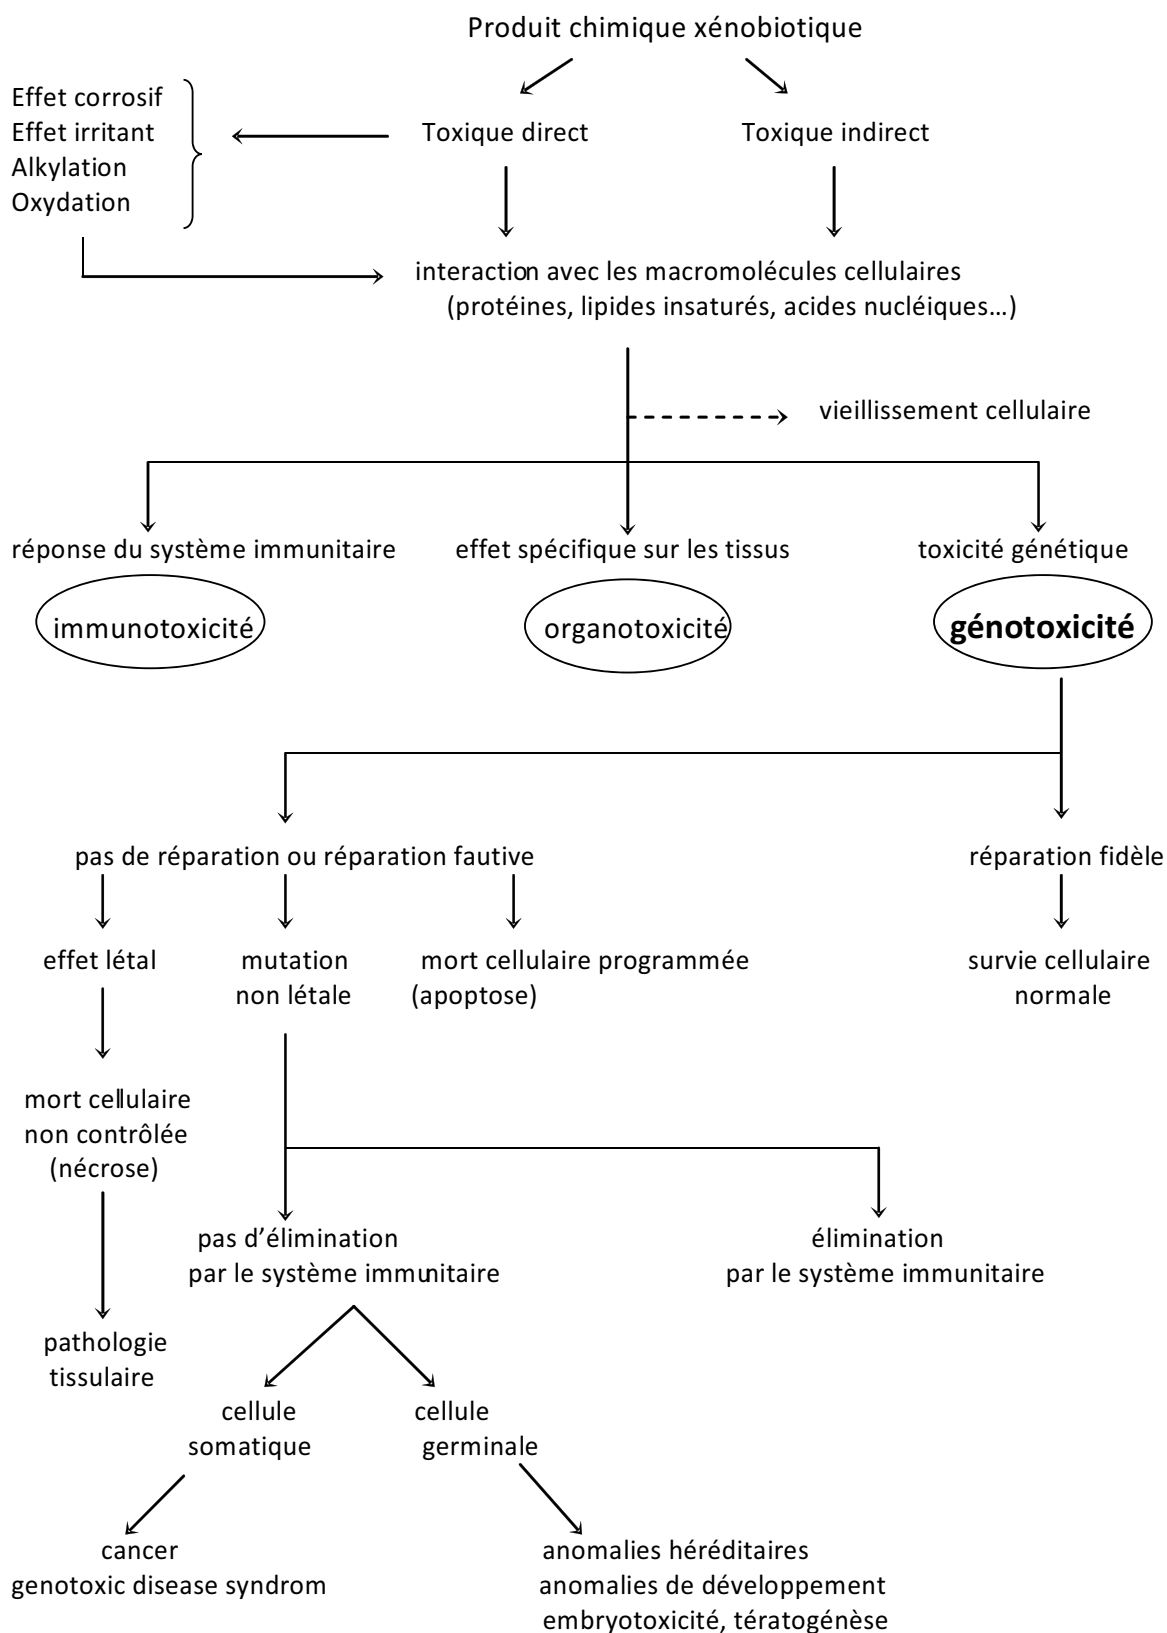 Produit chimique xénobiotique
Effet corrosif
Effet irritant
Alkylation
Oxydation
Toxique direct
Toxique indirect
interaction avec les macromolécules cellulaires
(protéines, lipides insaturés, acides nucléiques…)
vieillissement cellulaire
réponse du système immunitaire
effet spécifique sur les tissus
toxicité génétique
immunotoxicité
organotoxicité
génotoxicité
pas de réparation ou réparation fautive
réparation fidèle
effet létal
mutation
non létale
mort cellulaire programmée
(apoptose)
survie cellulaire
normale
mort cellulaire
non contrôlée
(nécrose)
pas d’élimination
par le système immunitaire
élimination
par le système immunitaire
pathologie
tissulaire
cellule
somatique
cellule
germinale
cancer
genotoxic disease syndrom
anomalies héréditaires
anomalies de développement
embryotoxicité, tératogénèse